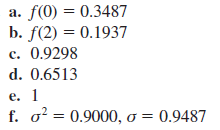 a. f(0) = 0.3487
b. f(2) = 0.1937
c. 0.9298
d. 0.6513
e. 1
f. σ² = 0.9000, σ = 0.9487